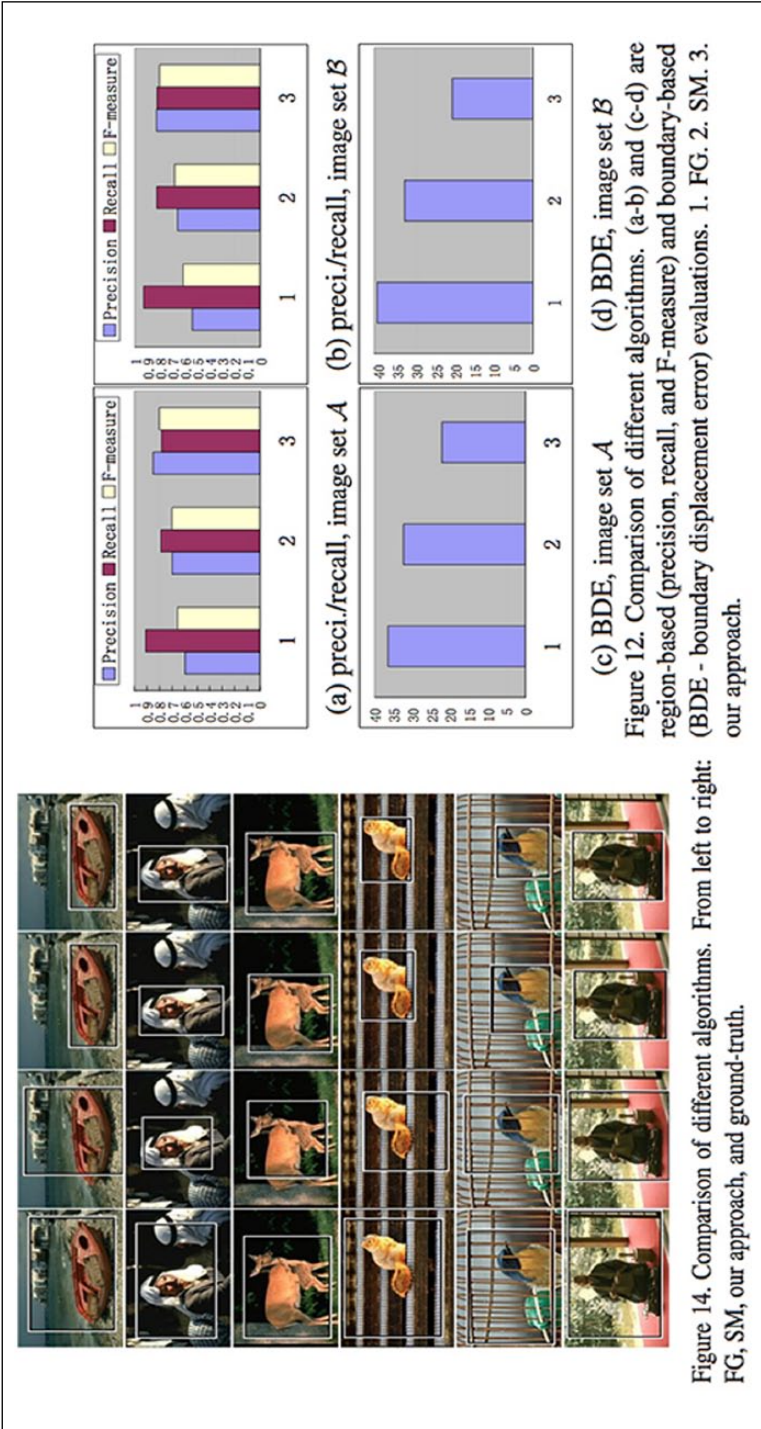 Figure 14. Comparison of different algorithms. From left to right:
FG, SM, our approach, and ground-truth.
Precision Recall F-measure
1
0.9
0.8
0.7
0.6
0.5
0.4
0.3
0.2
0.1
0
1 2 3
(a) preci./recall, image set A
Precision Recall F-measure
1
0.9
0.8
0.7
0.6
0.5
0.4
0.3
0.2
0.1
0
1 2 3
(b) preci./recall, image set B
40
35
30
25
20
15
10
5
0
1 2 3
(c) BDE, image set A
40
35
30
25
20
15
10
5
0
1 2 3
(d) BDE, image set B
Figure 12. Comparison of different algorithms. (a-b) and (c-d) are
region-based (precision, recall, and F-measure) and boundary-based
(BDE - boundary displacement error) evaluations. 1. FG. 2. SM. 3.
our approach.